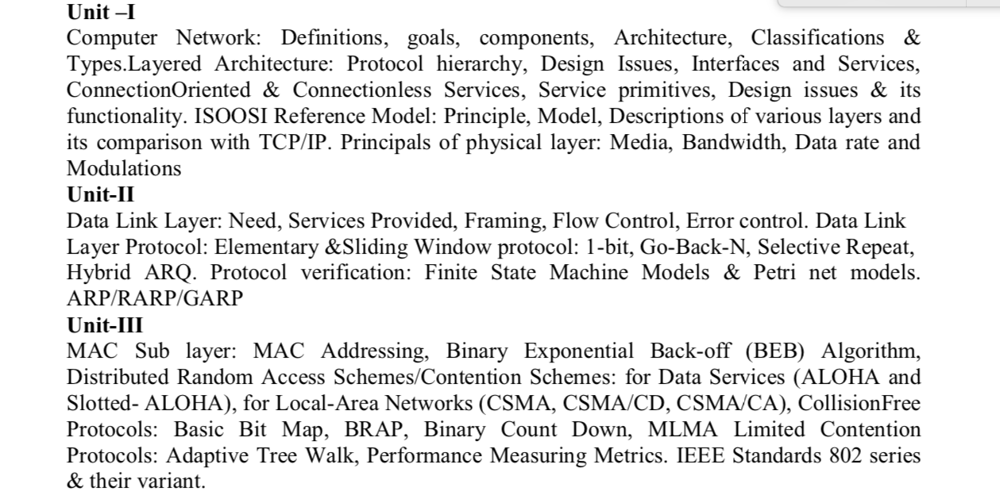 Unit –I
Computer Network: Definitions, goals, components, Architecture, Classifications &
Types.Layered Architecture: Protocol hierarchy, Design Issues, Interfaces and Services,
ConnectionOriented & Connectionless Services, Service primitives, Design issues & its
functionality. ISOOSI Reference Model: Principle, Model, Descriptions of various layers and
its comparison with TCP/IP. Principals of physical layer: Media, Bandwidth, Data rate and
Modulations
Unit-II
Data Link Layer: Need, Services Provided, Framing, Flow Control, Error control. Data Link
Layer Protocol: Elementary &Sliding Window protocol: 1-bit, Go-Back-N, Selective Repeat,
Hybrid ARQ. Protocol verification: Finite State Machine Models & Petri net models.
ARP/RARP/GARP
Unit-III
MAC Sub layer: MAC Addressing, Binary Exponential Back-off (BEB) Algorithm,
Distributed Random Access Schemes/Contention Schemes: for Data Services (ALOHA and
Slotted- ALOHA), for Local-Area Networks (CSMA, CSMA/CD, CSMA/CA), CollisionFree
Protocols: Basic Bit Map, BRAP, Binary Count Down, MLMA Limited Contention
Protocols: Adaptive Tree Walk, Performance Measuring Metrics. IEEE Standards 802 series
& their variant.